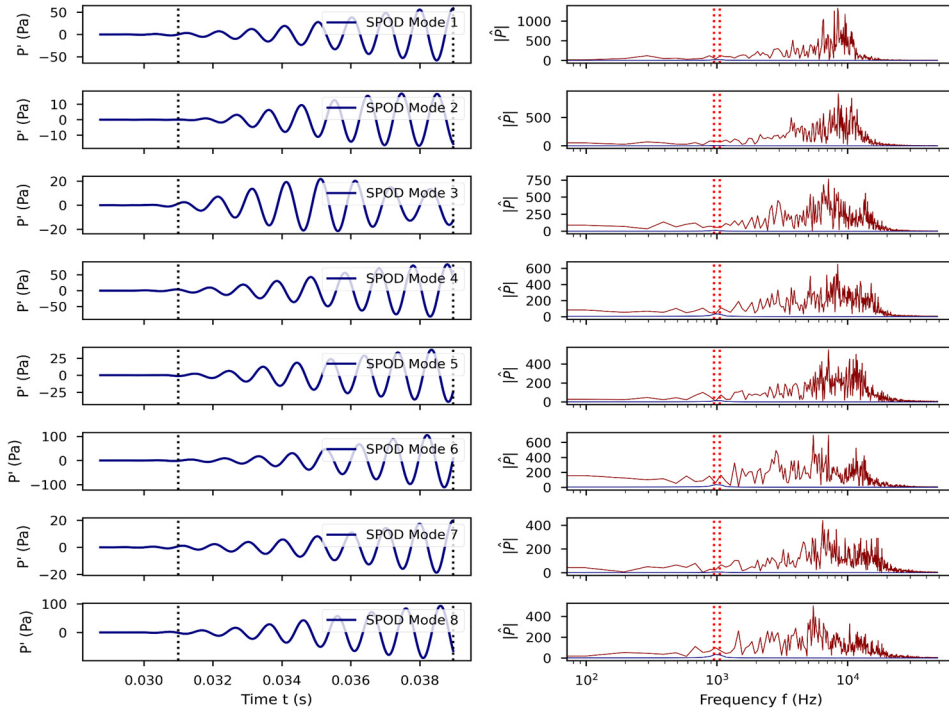 50
0
−50
P' (Pa)
SPOD Mode 1
1000
500
0
|P̂|
10
0
−10
P' (Pa)
SPOD Mode 2
500
0
|P̂|
20
0
−20
P' (Pa)
SPOD Mode 3
750
500
250
0
|P̂|
50
0
−50
P' (Pa)
SPOD Mode 4
600
400
200
0
|P̂|
25
0
−25
P' (Pa)
SPOD Mode 5
400
200
0
|P̂|
100
0
−100
P' (Pa)
SPOD Mode 6
600
400
200
0
|P̂|
20
0
−20
P' (Pa)
SPOD Mode 7
400
200
0
|P̂|
100
0
P' (Pa)
SPOD Mode 8
400
200
0
|P̂|
0.030 0.032 0.034 0.036 0.038
Time t (s)
10² 10³ 10⁴
Frequency f (Hz)